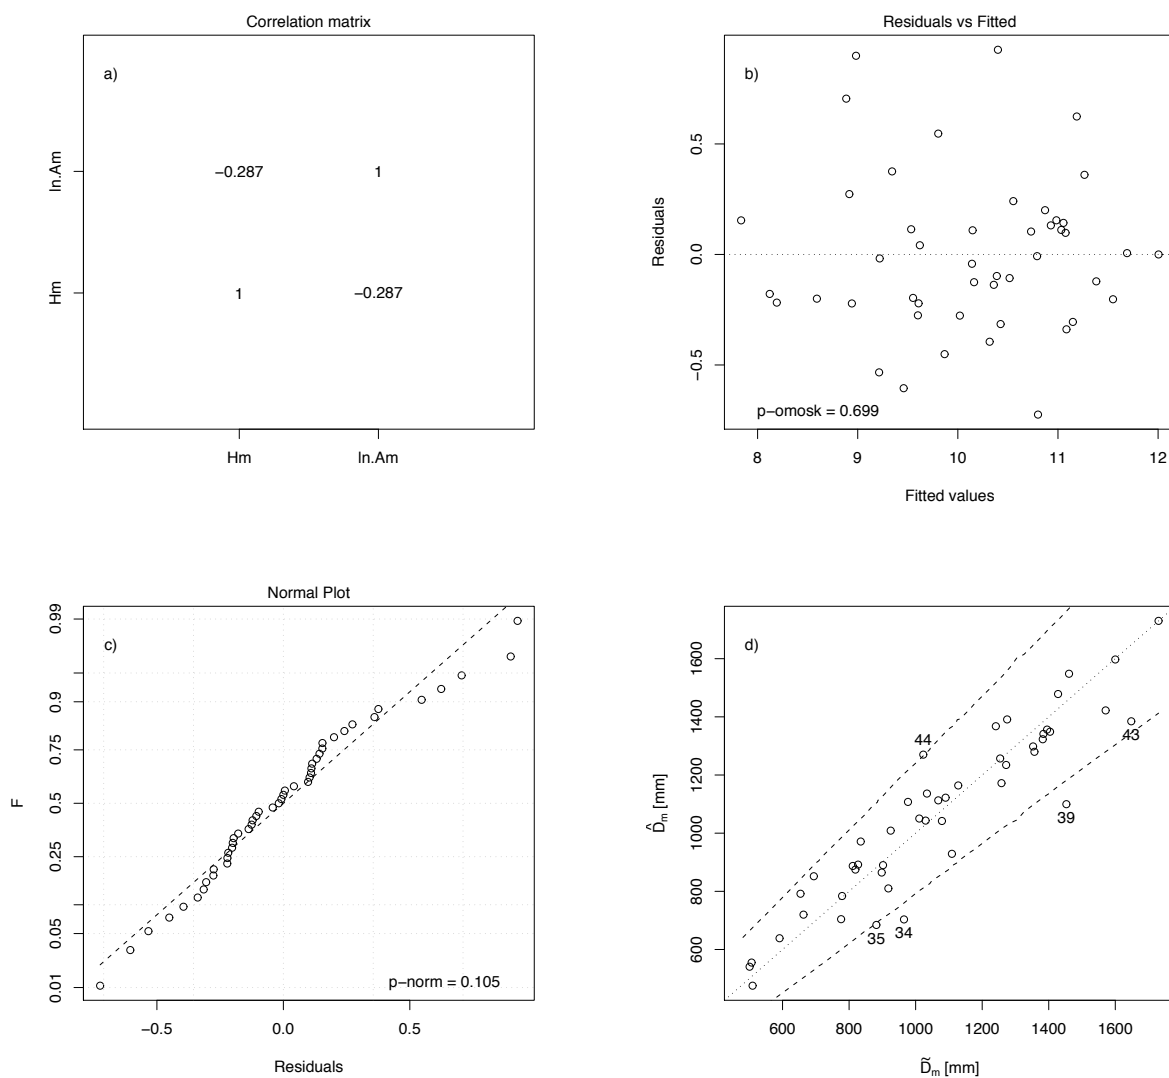 Correlation matrix
a)
ln.Am
−0.287
1
Hm
1
−0.287
Hm
ln.Am
Residuals vs Fitted
b)
Residuals
0.5
0.0
−0.5
p−omosk = 0.699
8
9
10
11
12
Fitted values
Normal Plot
c)
F
0.99
0.9
0.75
0.5
0.25
0.05
0.01
p−norm = 0.105
−0.5
0.0
0.5
Residuals
d)
D̂m [mm]
1600
1400
1200
1000
800
600
44
43
39
35
34
600
800
1000
1200
1400
1600
D̃m [mm]